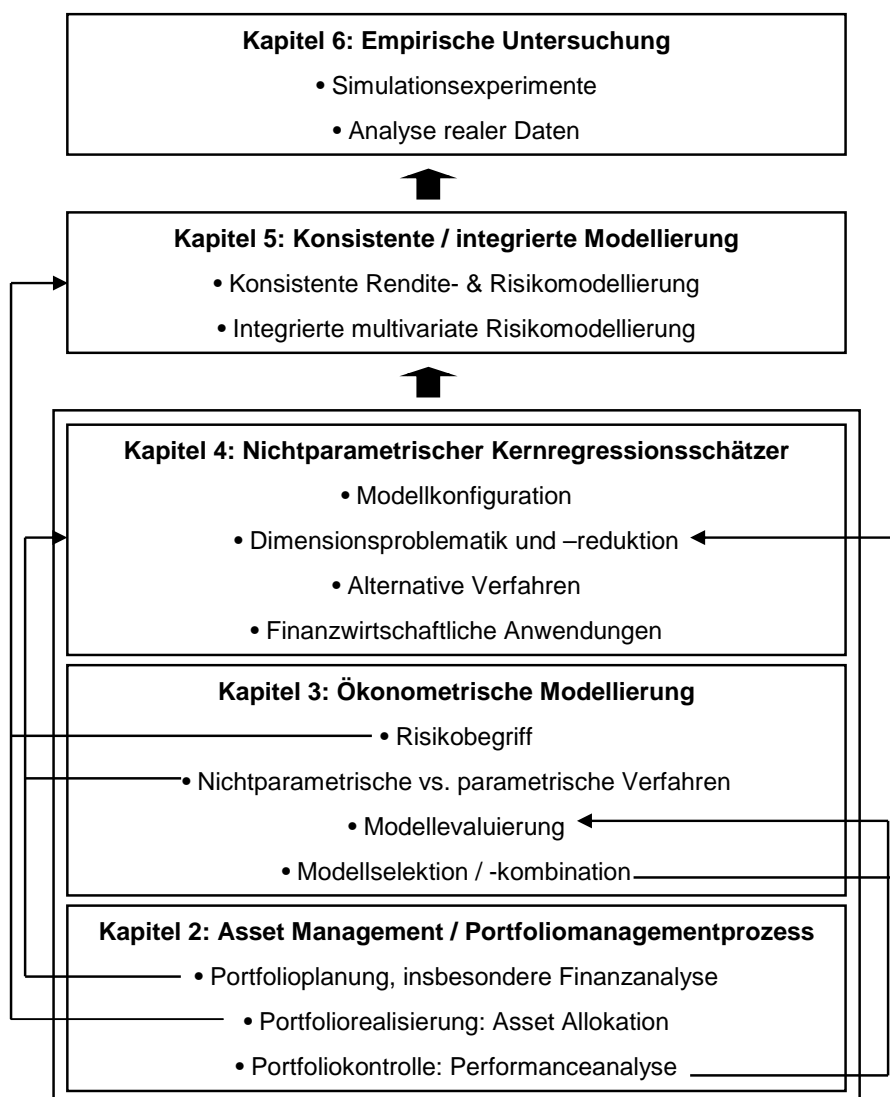 Kapitel 6: Empirische Untersuchung
• Simulationsexperimente
• Analyse realer Daten
Kapitel 5: Konsistente / integrierte Modellierung
• Konsistente Rendite- & Risikomodellierung
• Integrierte multivariate Risikomodellierung
Kapitel 4: Nichtparametrischer Kernregressionsschätzer
• Modellkonfiguration
• Dimensionsproblematik und –reduktion
• Alternative Verfahren
• Finanzwirtschaftliche Anwendungen
Kapitel 3: Ökonometrische Modellierung
• Risikobegriff
• Nichtparametrische vs. parametrische Verfahren
• Modellevaluierung
• Modellselektion / -kombination
Kapitel 2: Asset Management / Portfoliomanagementprozess
• Portfolioplanung, insbesondere Finanzanalyse
• Portfoliorealisierung: Asset Allokation
• Portfoliokontrolle: Performanceanalyse